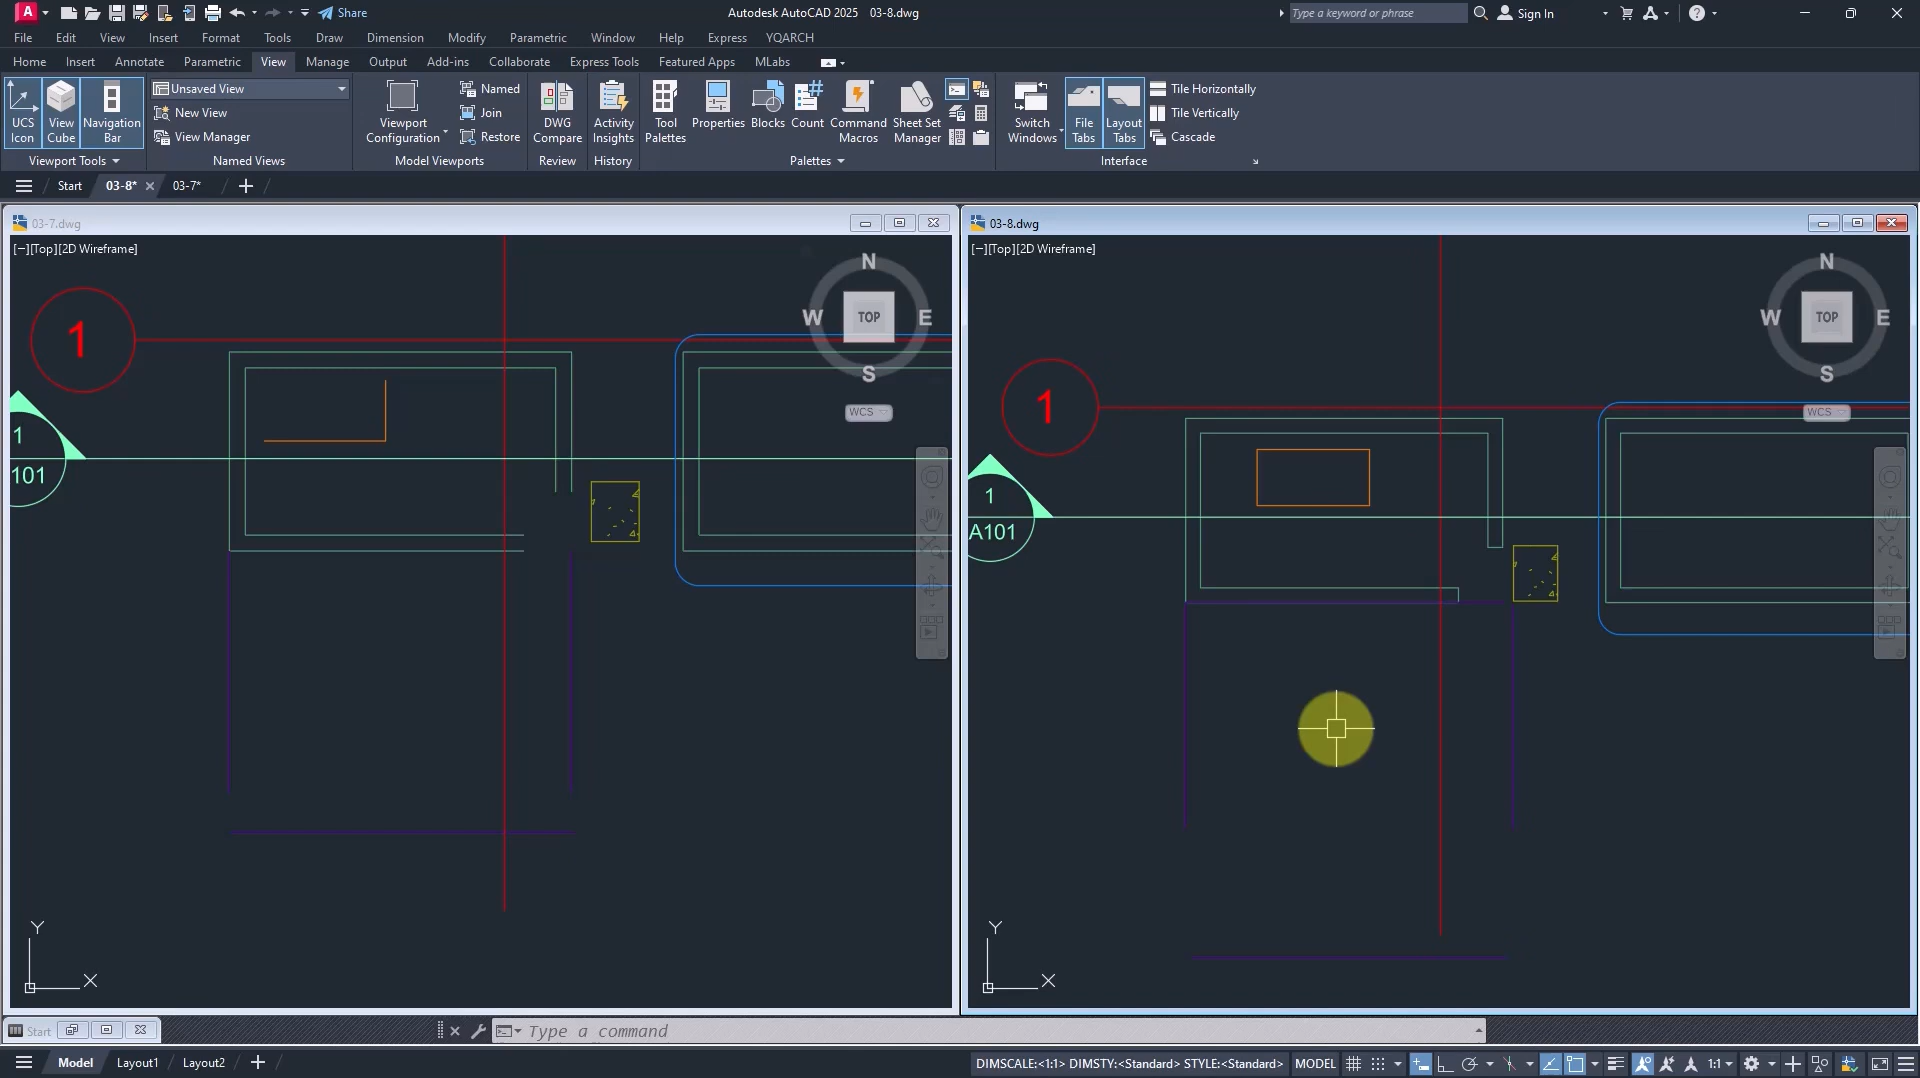 A Share Autodesk AutoCAD 2025 03-8.dwg Type a keyword or phrase Sign In
File Edit View Insert Format Tools Draw Dimension Modify Parametric Window Help Express YQARCH
Home Insert Annotate Parametric View Manage Output Add-ins Collaborate Express Tools Featured Apps MLabs
Unsaved View Named Tile Horizontally
New View Join Tile Vertically
View Manager Restore Cascade
UCS Icon
View Cube
Navigation Bar
Viewport Configuration
DWG Compare
Activity Insights
Tool Palettes
Properties
Blocks
Count
Command Macros
Sheet Set Manager
Switch Windows
File Tabs
Layout Tabs
Viewport Tools Named Views Model Viewports Review History Palettes Interface
Start 03-8* 03-7*
03-7.dwg
[−][Top][2D Wireframe]
N
W TOP E
S
WCS
1
1
101
Y
X
03-8.dwg
[−][Top][2D Wireframe]
N
W TOP E
S
WCS
1
1
A101
Y
X
Start Type a command
Model Layout1 Layout2 DIMSCALE:<1:1> DIMSTY:<Standard> STYLE:<Standard> MODEL 1:1